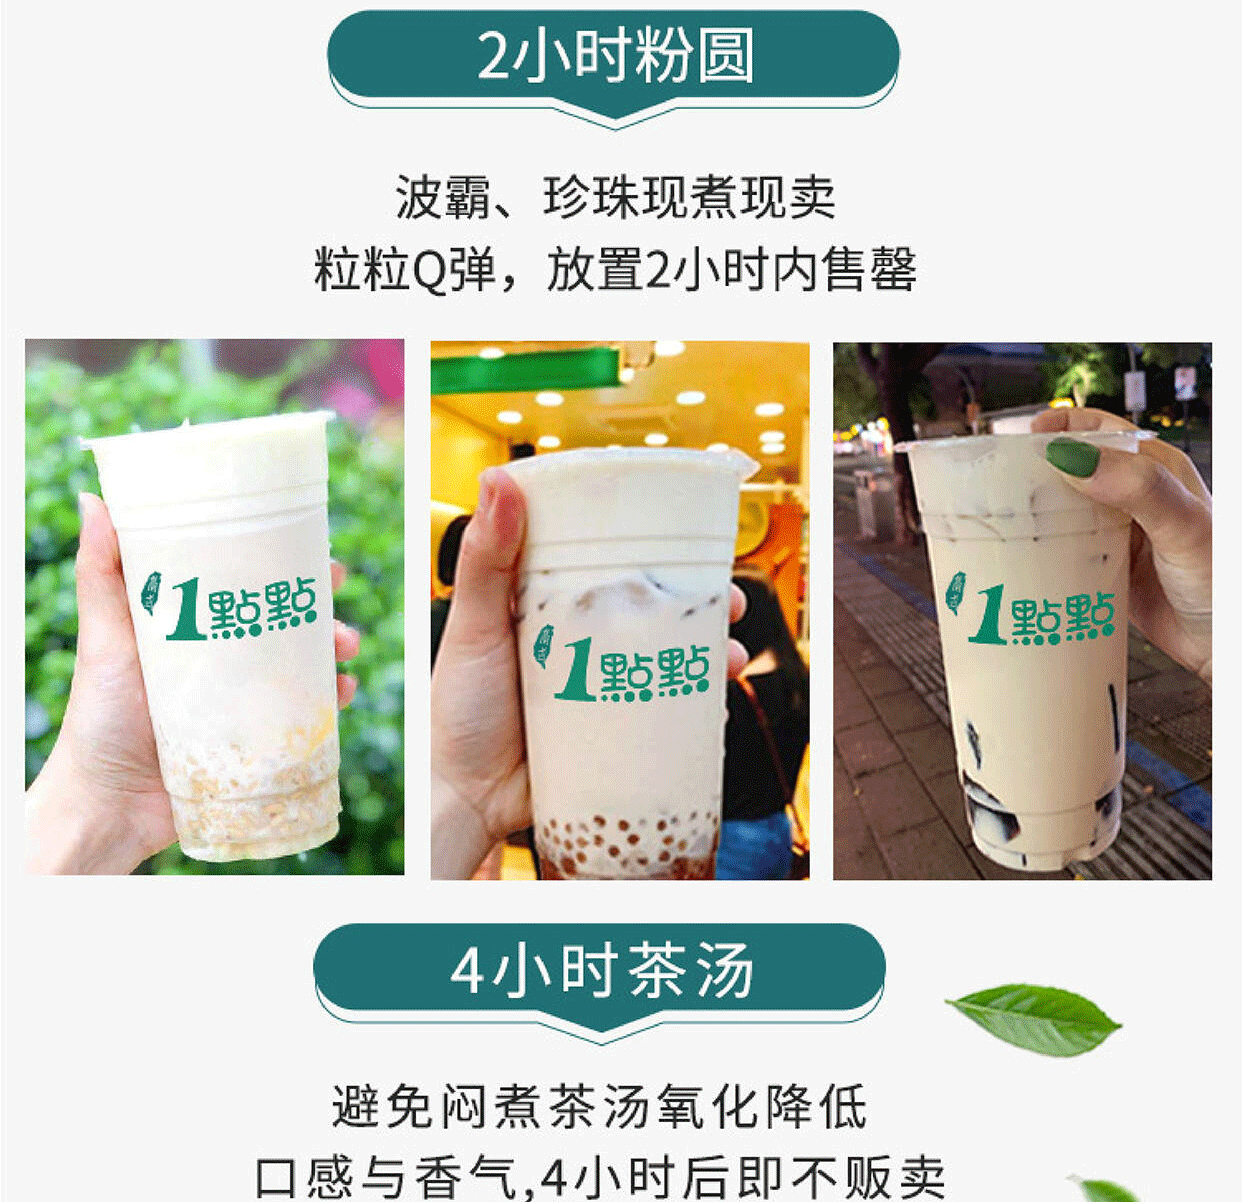 2小时粉圆
波霸、珍珠现煮现卖
粒粒Q弹，放置2小时内售罄
1點點
1點點
1點點
4小时茶汤
避免闷煮茶汤氧化降低
口感与香气,4小时后即不贩卖